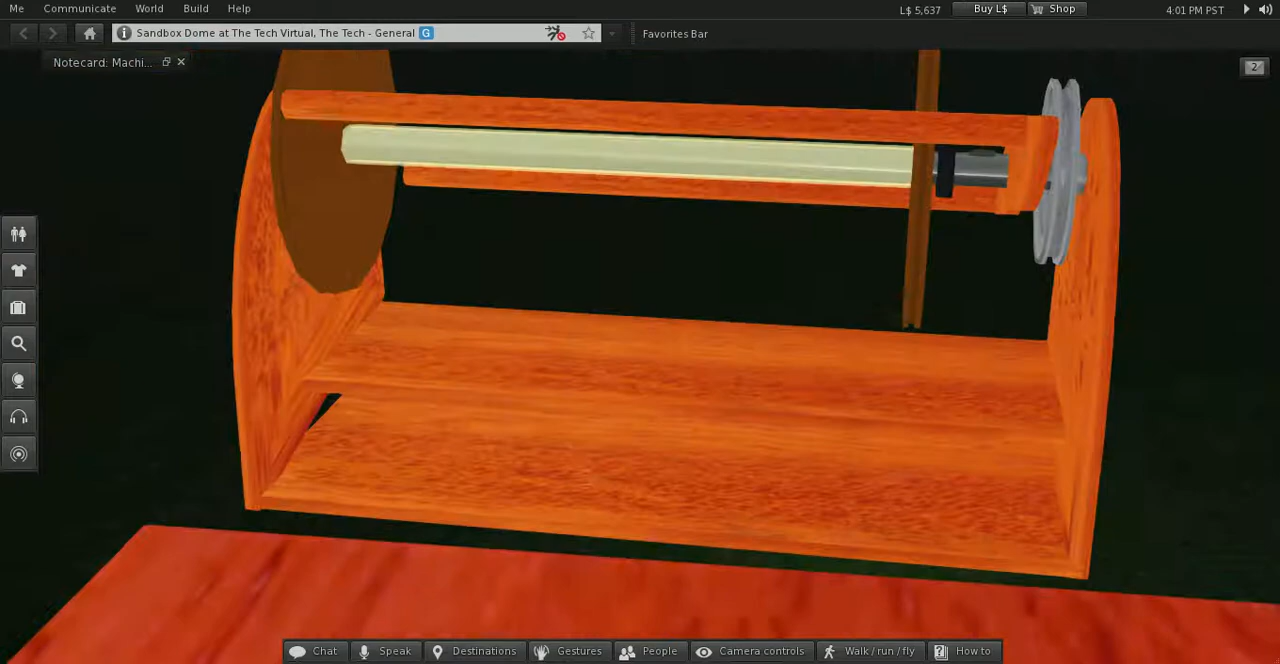 Me Communicate World Build Help L$ 5,637 Buy L$ Shop 4:01 PM PST
Sandbox Dome at The Tech Virtual, The Tech - General G Favorites Bar
Notecard: Machi... 2
Chat Speak Destinations Gestures People Camera controls Walk / run / fly How to